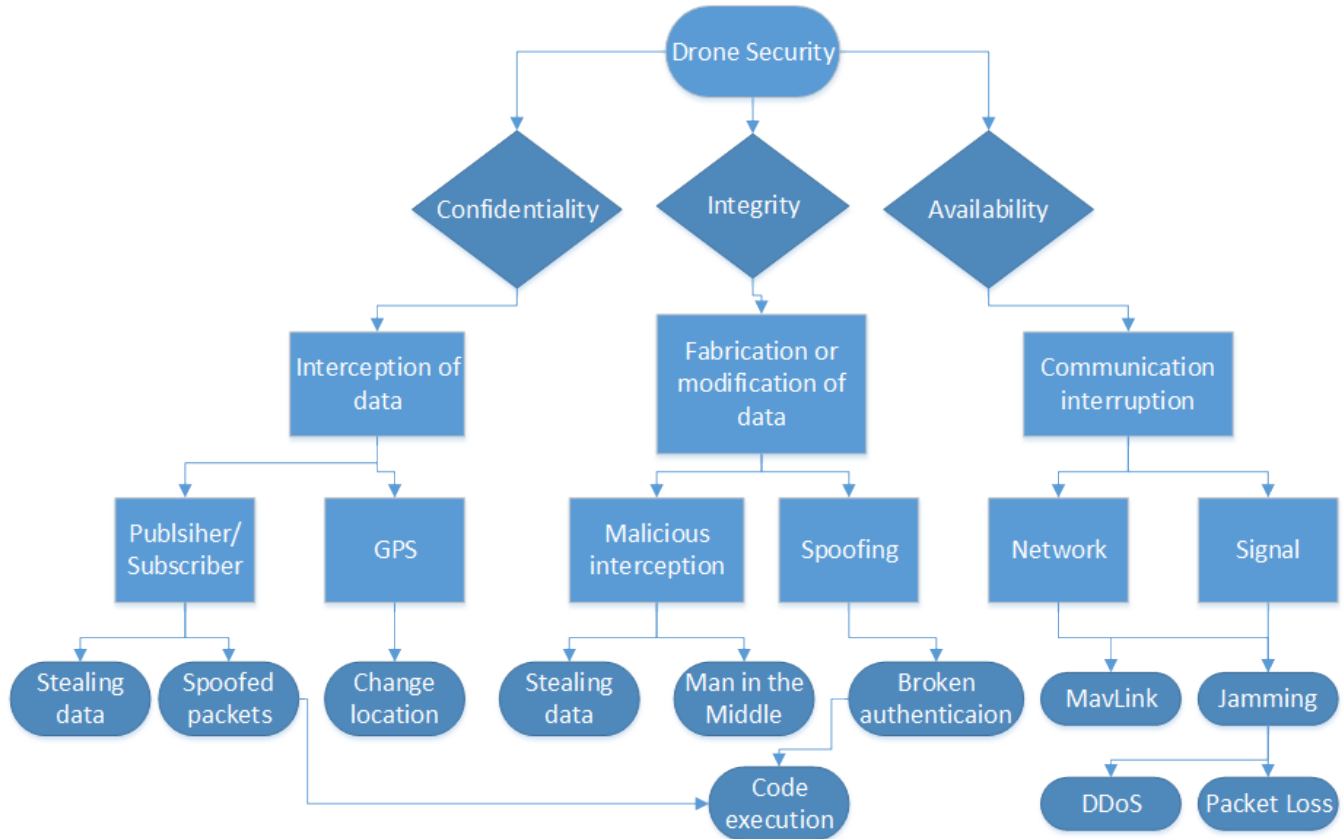 Drone Security
Confidentiality
Integrity
Availability
Interception of
data
Fabrication or
modification of
data
Communication
interruption
Publsiher/
Subscriber
GPS
Malicious
interception
Spoofing
Network
Signal
Stealing
data
Spoofed
packets
Change
location
Stealing
data
Man in the
Middle
Broken
authenticaion
MavLink
Jamming
Code
execution
DDoS
Packet Loss